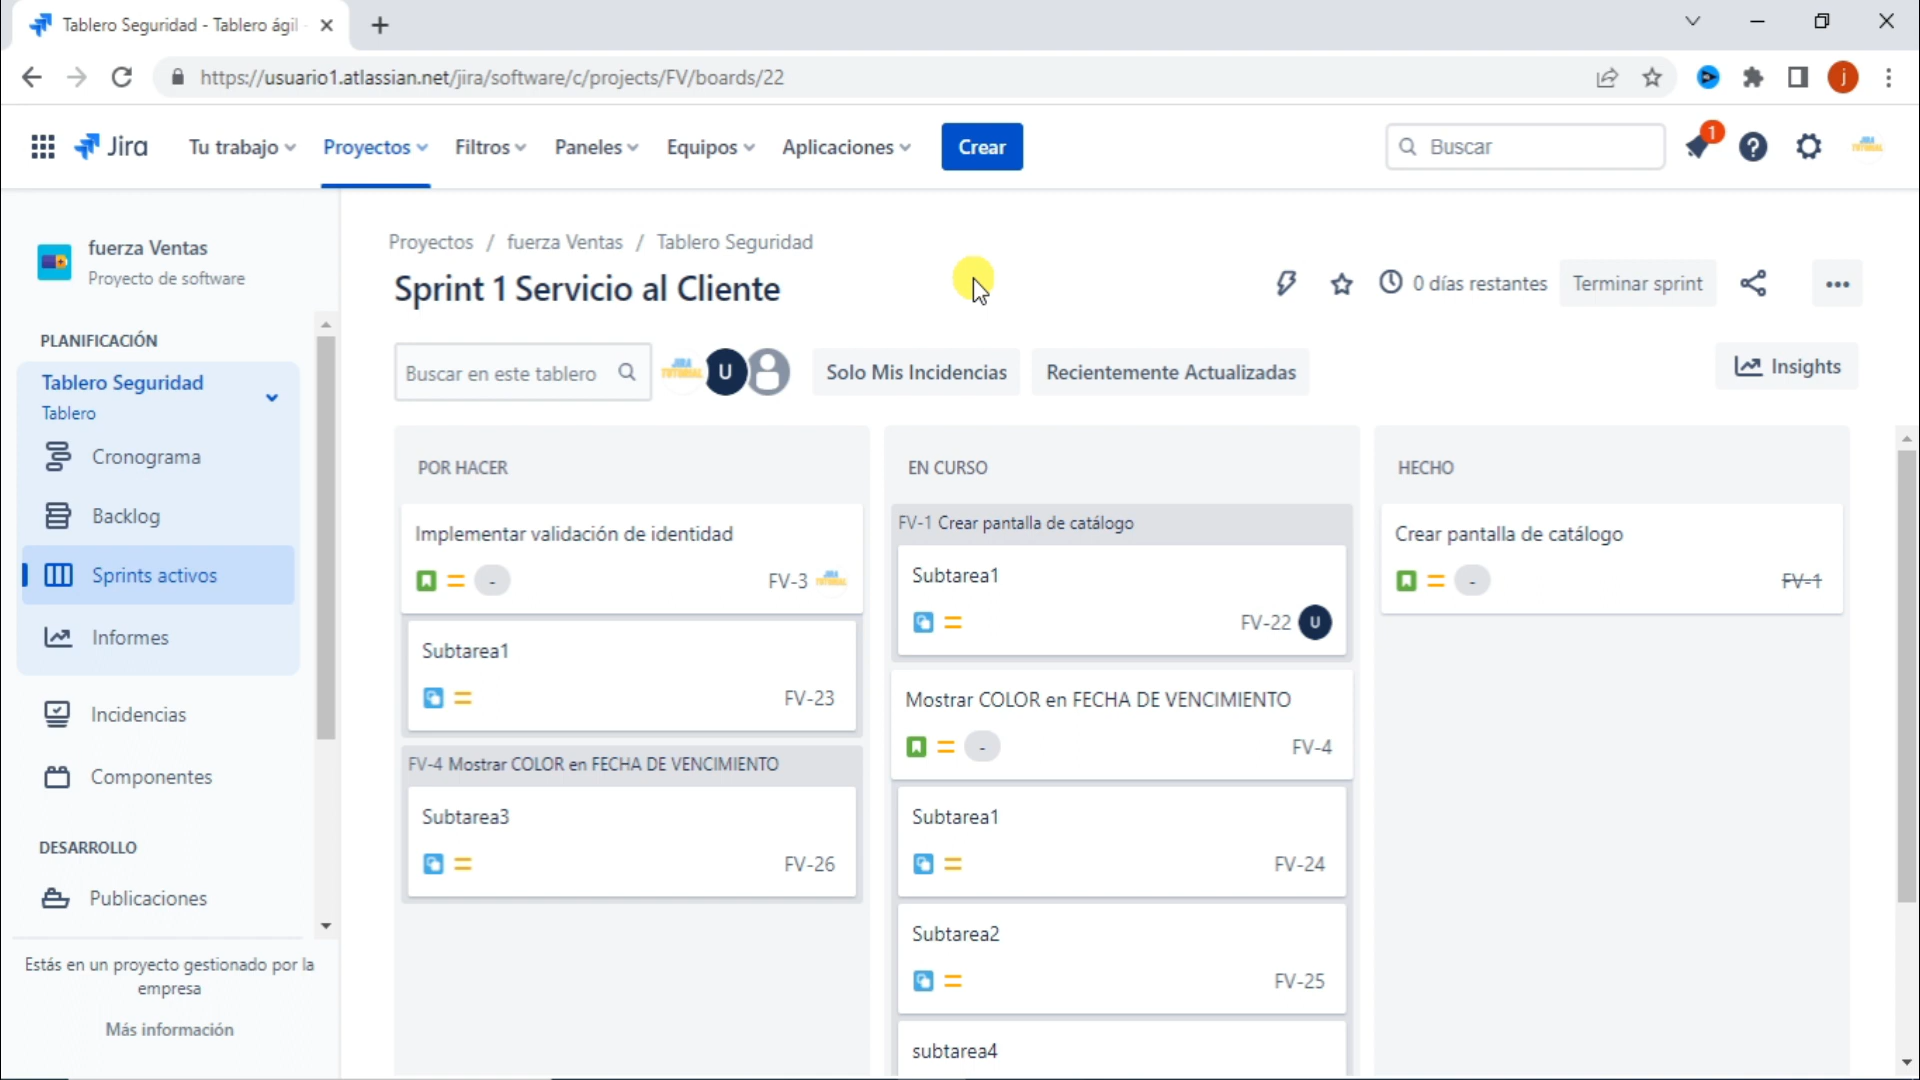 Tablero Seguridad - Tablero ágil
https://usuario1.atlassian.net/jira/software/c/projects/FV/boards/22
j
Jira
Tu trabajo
Proyectos
Filtros
Paneles
Equipos
Aplicaciones
Crear
Buscar
1
JIRA TUTORIAL
fuerza Ventas
Proyecto de software
PLANIFICACIÓN
Tablero Seguridad
Tablero
Cronograma
Backlog
Sprints activos
Informes
Incidencias
Componentes
DESARROLLO
Publicaciones
Estás en un proyecto gestionado por la
empresa
Más información
Proyectos / fuerza Ventas / Tablero Seguridad
Sprint 1 Servicio al Cliente
0 días restantes
Terminar sprint
Buscar en este tablero
JIRA TUTORIAL
U
Solo Mis Incidencias
Recientemente Actualizadas
Insights
POR HACER
Implementar validación de identidad
-
FV-3
JIRA TUTORIAL
Subtarea1
FV-23
FV-4 Mostrar COLOR en FECHA DE VENCIMIENTO
Subtarea3
FV-26
EN CURSO
FV-1 Crear pantalla de catálogo
Subtarea1
FV-22
U
Mostrar COLOR en FECHA DE VENCIMIENTO
-
FV-4
Subtarea1
FV-24
Subtarea2
FV-25
subtarea4
HECHO
Crear pantalla de catálogo
-
FV-1